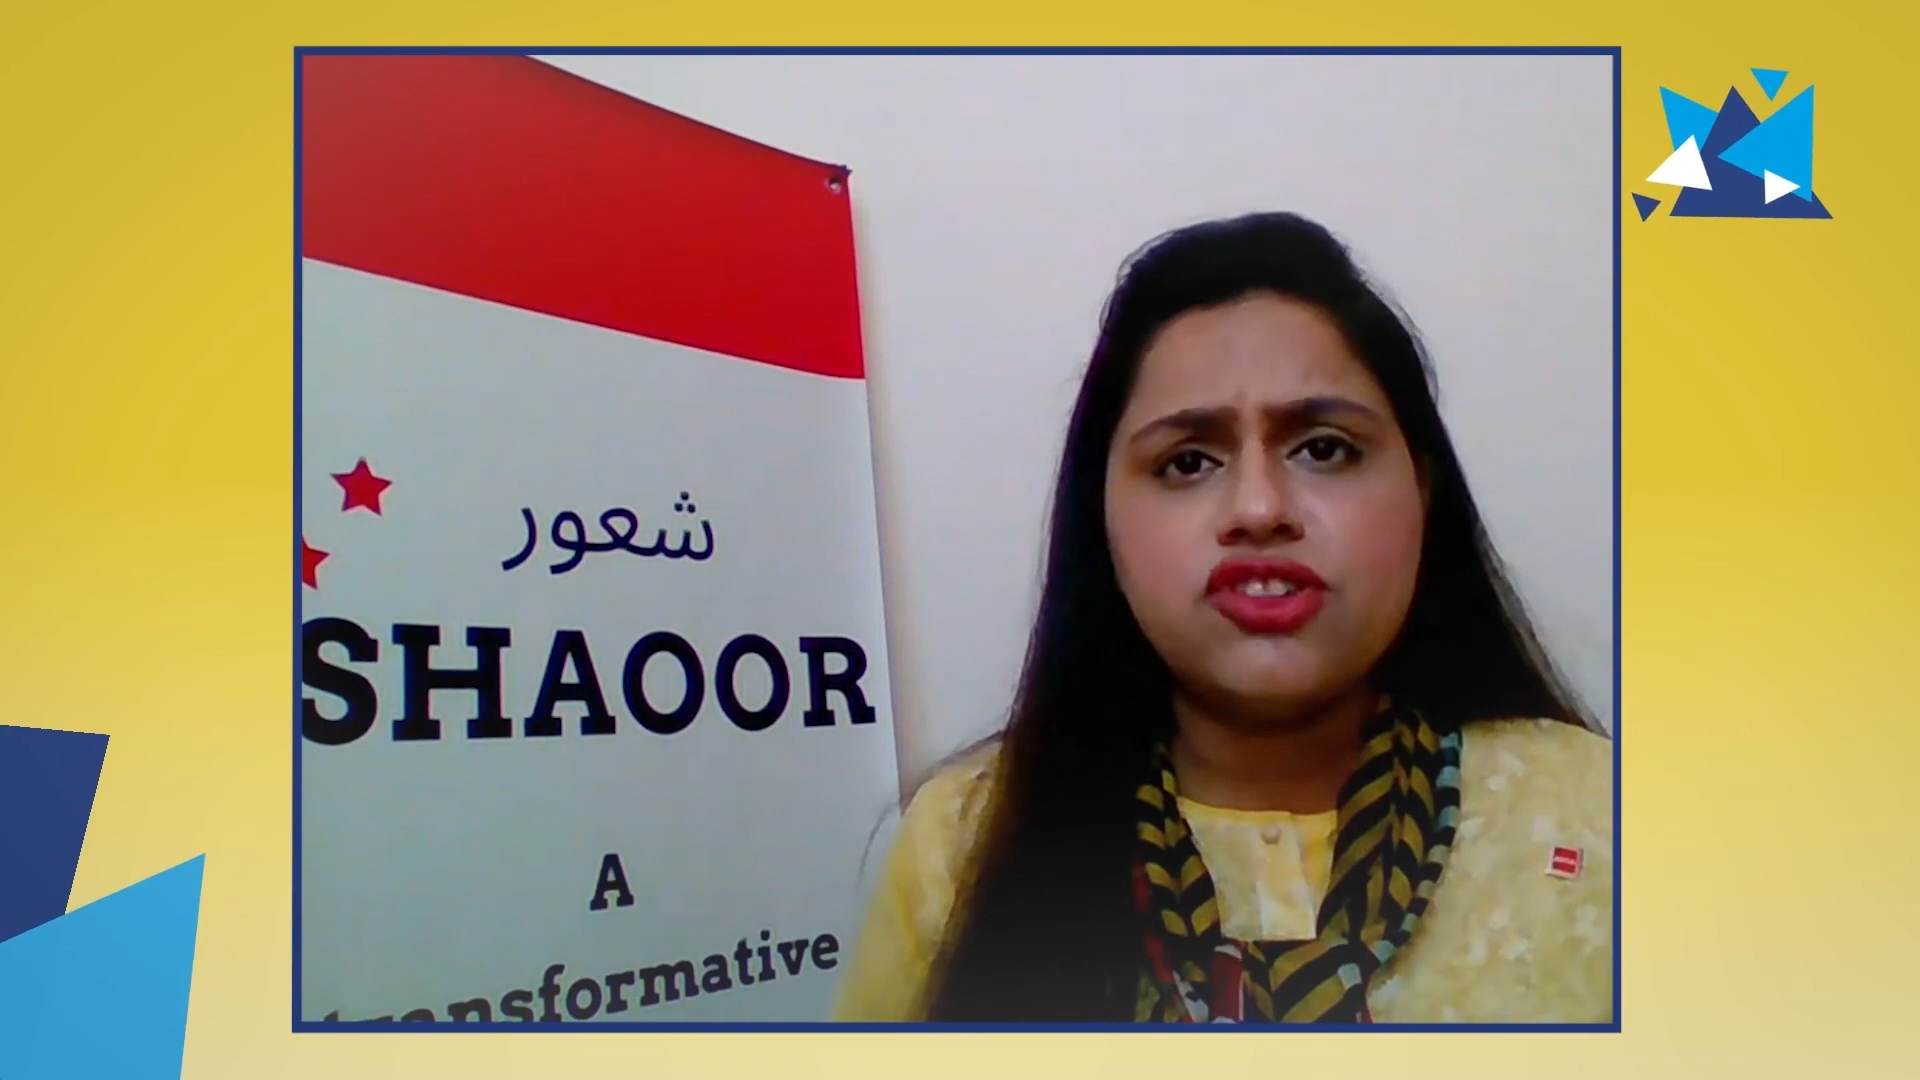 شعور
SHAOOR
A
transformative